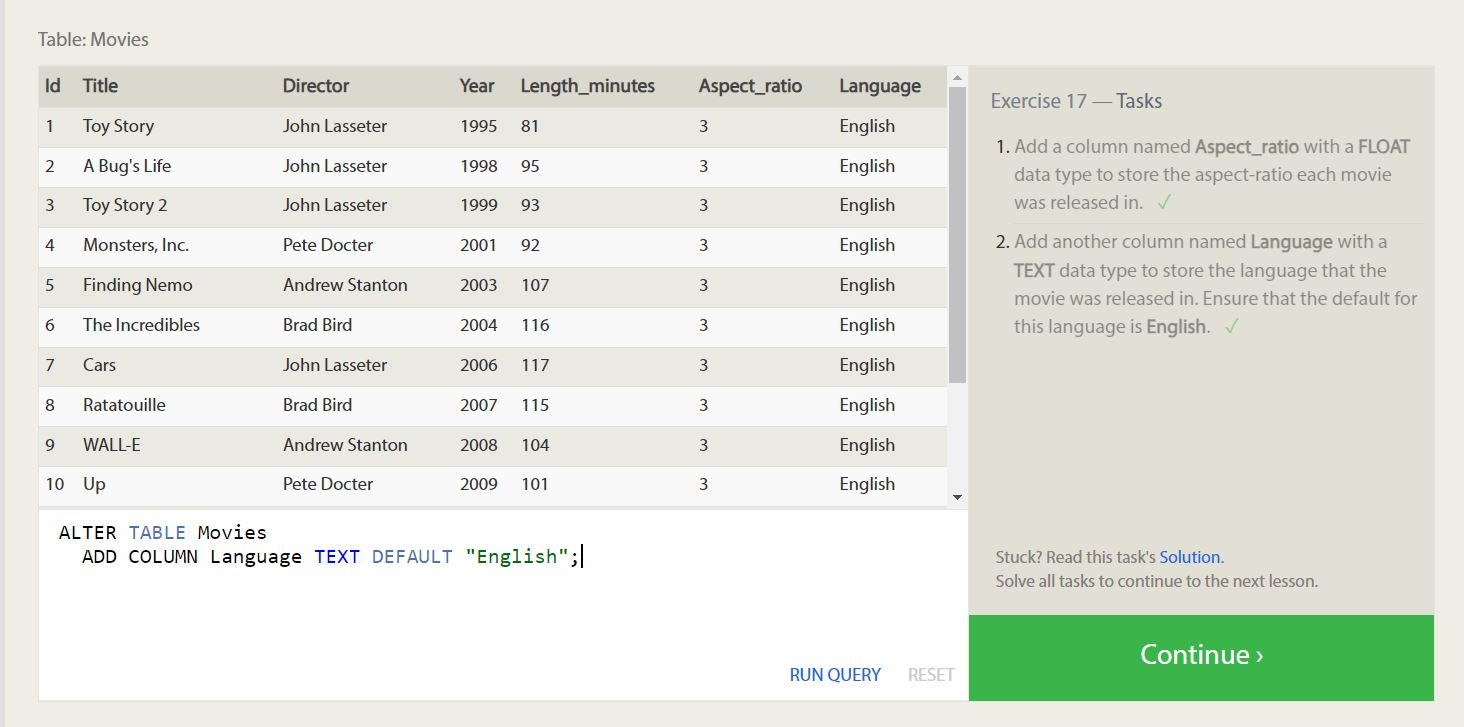 Table: Movies
Id Title Director Year Length_minutes Aspect_ratio Language
1 Toy Story John Lasseter 1995 81 3 English
2 A Bug's Life John Lasseter 1998 95 3 English
3 Toy Story 2 John Lasseter 1999 93 3 English
4 Monsters, Inc. Pete Docter 2001 92 3 English
5 Finding Nemo Andrew Stanton 2003 107 3 English
6 The Incredibles Brad Bird 2004 116 3 English
7 Cars John Lasseter 2006 117 3 English
8 Ratatouille Brad Bird 2007 115 3 English
9 WALL-E Andrew Stanton 2008 104 3 English
10 Up Pete Docter 2009 101 3 English
ALTER TABLE Movies
ADD COLUMN Language TEXT DEFAULT "English";
RUN QUERY RESET
Exercise 17 — Tasks
1. Add a column named Aspect_ratio with a FLOAT
data type to store the aspect-ratio each movie
was released in. ✓
2. Add another column named Language with a
TEXT data type to store the language that the
movie was released in. Ensure that the default for
this language is English. ✓
Stuck? Read this task's Solution.
Solve all tasks to continue to the next lesson.
Continue ›